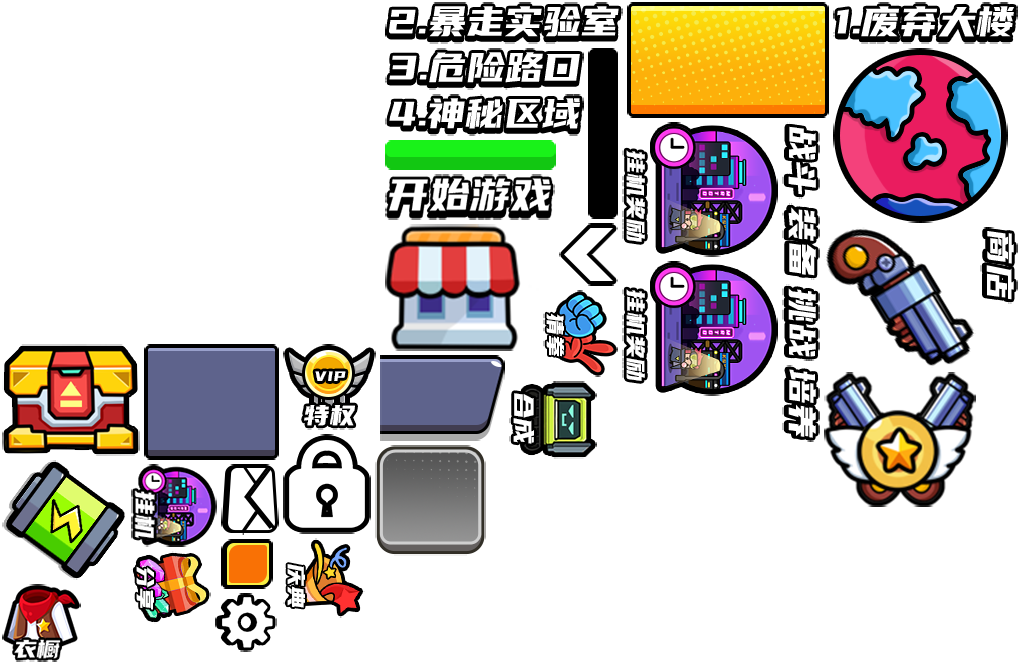 2.暴走实验室
1.废弃大楼
3.危险路口
4.神秘区域
开始游戏
挂机奖励
战斗
装备
挑战
培养
商店
挂机奖励
猜拳
合成
VIP
特权
挂机
分享
庆典
衣橱